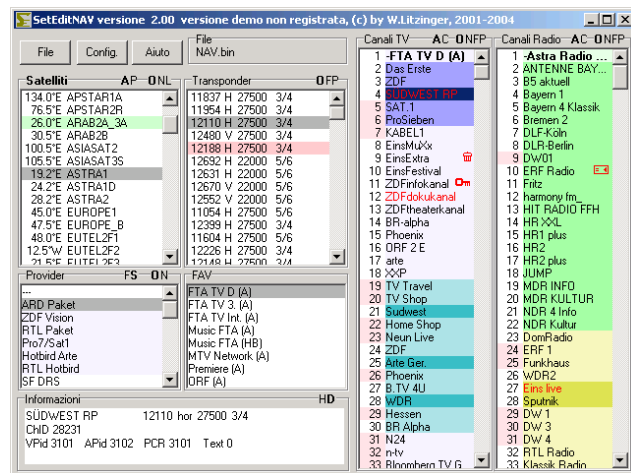 SetEditNAV versione 2.00 versione demo non registrata, (c) by W.Litzinger, 2001-2004
File Config. Aiuto
File
NAV.bin
Satelliti AP ONL
134.0°E APSTAR1A
76.5°E APSTAR2R
26.0°E ARAB2A_3A
30.5°E ARAB2B
100.5°E ASIASAT2
105.5°E ASIASAT3S
19.2°E ASTRA1
24.2°E ASTRA1D
28.2°E ASTRA2
45.0°E EUROPE1
47.5°E EUROPE_B
48.0°E EUTEL2F1
12.5°W EUTEL2F2
21.5°E EUTEL2F3
Transponder OFP
11837 H 27500 3/4
11954 H 27500 3/4
12110 H 27500 3/4
12480 V 27500 3/4
12188 H 27500 3/4
12692 H 22000 5/6
12631 H 22000 5/6
12670 V 22000 5/6
12552 V 22000 5/6
11054 H 27500 5/6
12399 H 27500 3/4
11604 H 27500 5/6
12226 H 27500 3/4
12148 H 27500 3/4
Provider FS ON
---
ARD Paket
ZDF Vision
RTL Paket
Pro7/Sat1
Hotbird Arte
RTL Hotbird
SF DRS
FAV
FTA TV D (A)
FTA TV 3. (A)
FTA TV Int. (A)
Music FTA (A)
Music FTA (HB)
MTV Network (A)
Premiere (A)
ORF (A)
Informazioni HD
SÜDWEST RP 12110 hor 27500 3/4
ChID 28231
VPid 3101 APid 3102 PCR 3101 Text 0
Canali TV AC ONFP
1 -FTA TV D (A)
2 Das Erste
3 ZDF
4 SÜDWEST RP
5 SAT.1
6 ProSieben
7 KABEL1
8 EinsMuXx
9 EinsExtra
10 EinsFestival
11 ZDFinfokanal
12 ZDFdokukanal
13 ZDFtheaterkanal
14 BR-alpha
15 Phoenix
16 ORF 2 E
17 arte
18 XXP
19 TV Travel
20 TV Shop
21 Sudwest
22 Home Shop
23 Neun Live
24 ZDF
25 Arte Ger.
26 Phoenix
27 B.TV 4U
28 WDR
29 Hessen
30 BR Alpha
31 N24
32 n-tv
33 Bloomberg TV G
Canali Radio AC ONFP
1 -Astra Radio ...
2 ANTENNE BAY...
3 B5 aktuell
4 Bayern 1
5 Bayern 4 Klassik
6 Bremen 2
7 DLF-Köln
8 DLR-Berlin
9 DW01
10 ERF Radio
11 Fritz
12 harmony fm_
13 HIT RADIO FFH
14 HR XXL
15 HR1 plus
16 HR2
17 HR2 plus
18 JUMP
19 MDR INFO
20 MDR KULTUR
21 NDR 4 Info
22 NDR Kultur
23 DomRadio
24 ERF 1
25 Funkhaus
26 WDR2
27 Eins live
28 Sputnik
29 DW 1
30 DW 3
31 DW 4
32 RTL Radio
33 Klassik Radio